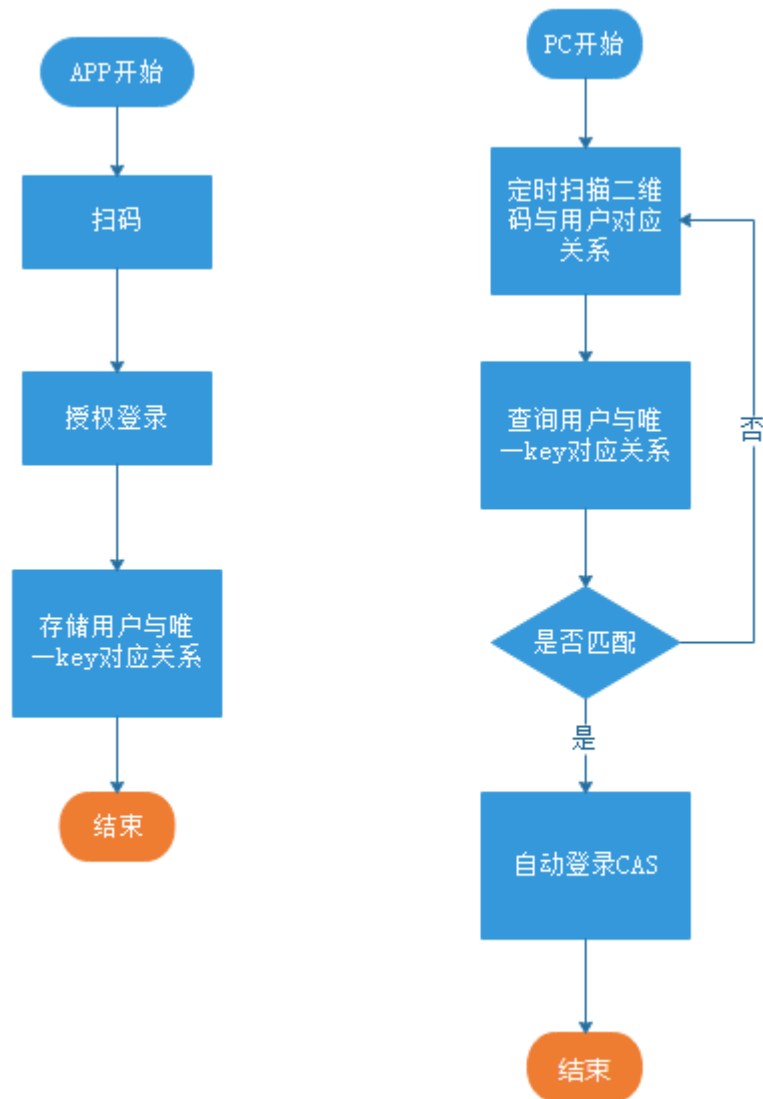 APP开始
扫码
授权登录
存储用户与唯
一key对应关系
结束
PC开始
定时扫描二维
码与用户对应
关系
查询用户与唯
一key对应关系
否
是否匹配
是
自动登录CAS
结束